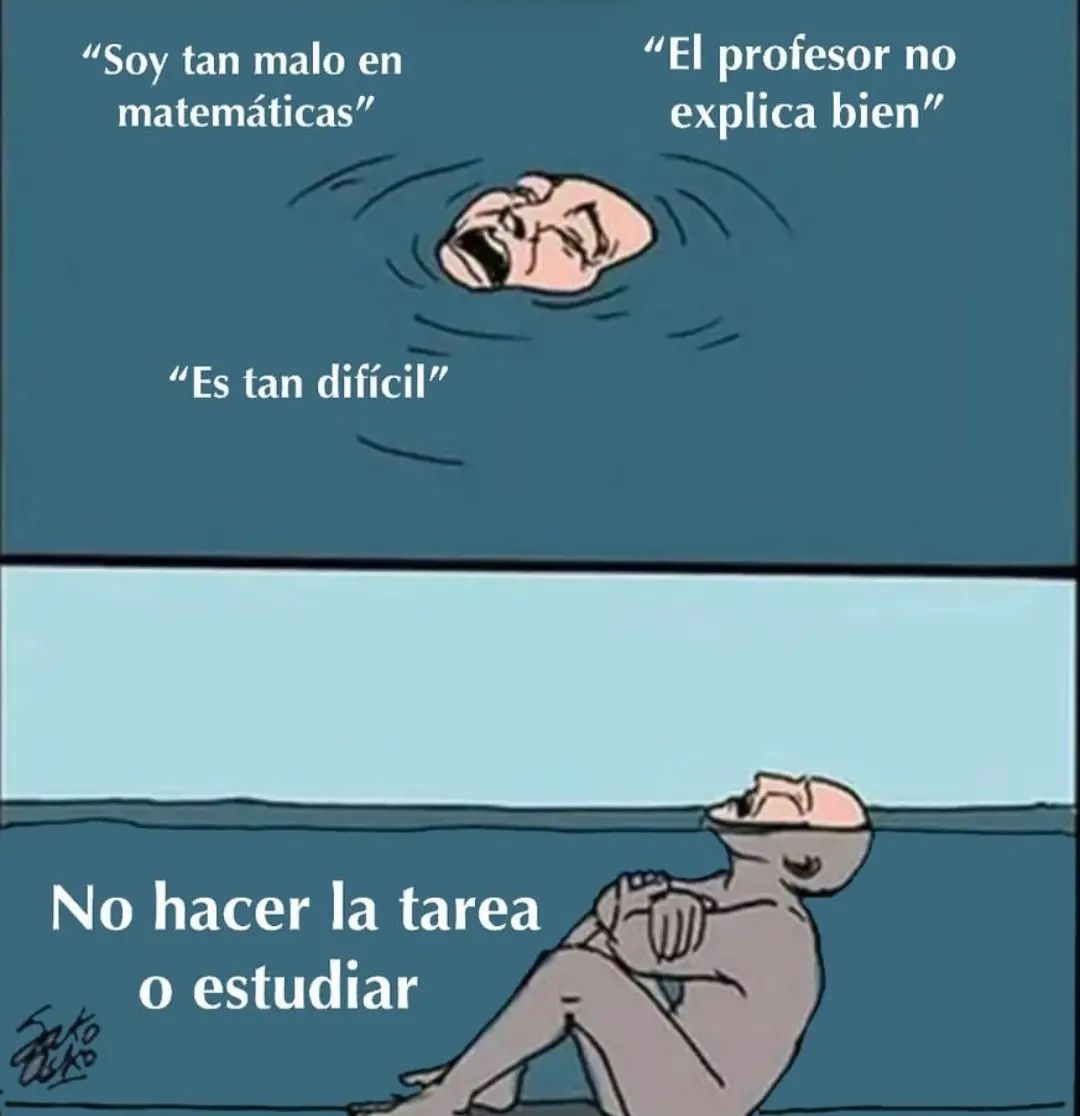 “Soy tan malo en
matemáticas”
“El profesor no
explica bien”
“Es tan difícil”
No hacer la tarea
o estudiar